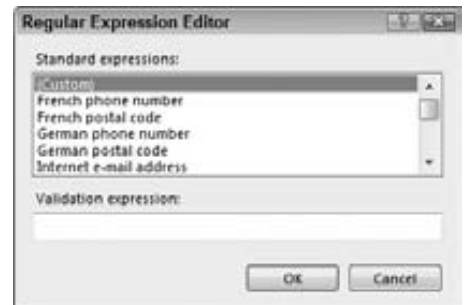 Regular Expression Editor
Standard expressions:
(Custom)
French phone number
French postal code
German phone number
German postal code
Internet e-mail address
Validation expression:
OK Cancel